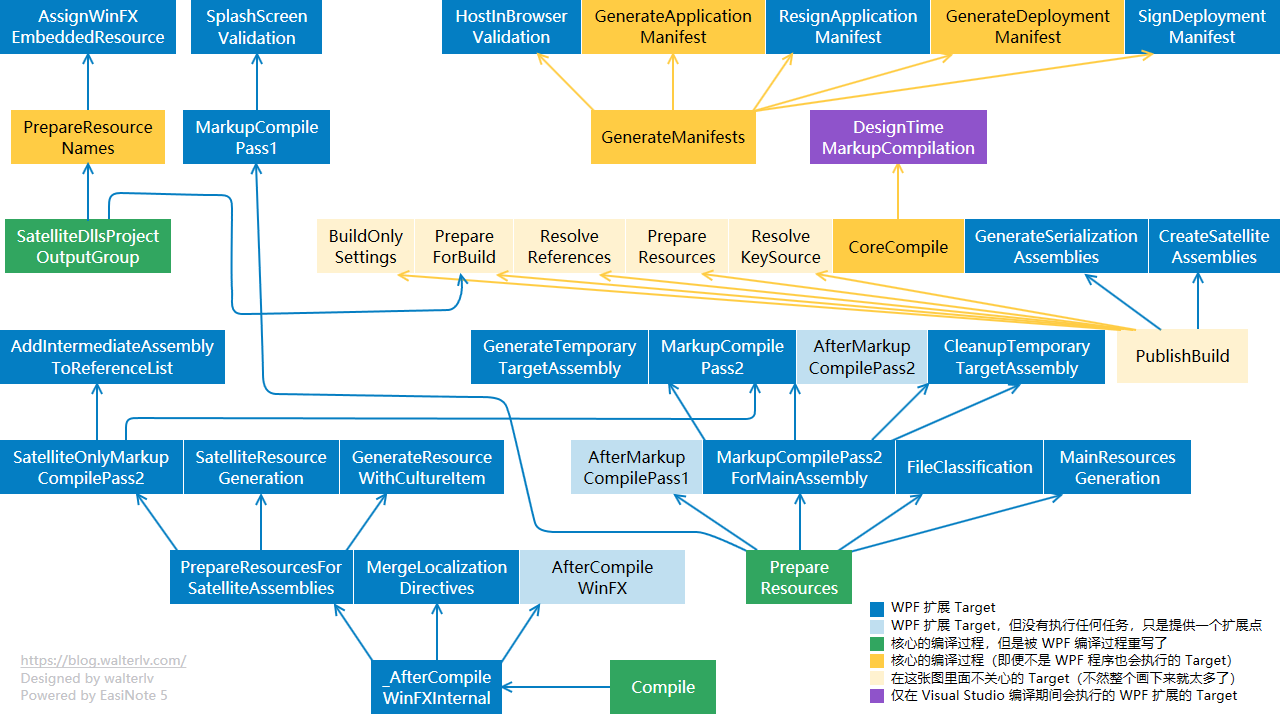 AssignWinFX
EmbeddedResource
SplashScreen
Validation
HostInBrowser
Validation
GenerateApplication
Manifest
ResignApplication
Manifest
GenerateDeployment
Manifest
SignDeployment
Manifest
PrepareResource
Names
MarkupCompile
Pass1
GenerateManifests
DesignTime
MarkupCompilation
SatelliteDllsProject
OutputGroup
BuildOnly
Settings
Prepare
ForBuild
Resolve
References
Prepare
Resources
Resolve
KeySource
CoreCompile
GenerateSerialization
Assemblies
CreateSatellite
Assemblies
AddIntermediateAssembly
ToReferenceList
GenerateTemporary
TargetAssembly
MarkupCompile
Pass2
AfterMarkup
CompilePass2
CleanupTemporary
TargetAssembly
PublishBuild
SatelliteOnlyMarkup
CompilePass2
SatelliteResource
Generation
GenerateResource
WithCultureItem
AfterMarkup
CompilePass1
MarkupCompilePass2
ForMainAssembly
FileClassification
MainResources
Generation
PrepareResourcesFor
SatelliteAssemblies
MergeLocalization
Directives
AfterCompile
WinFX
Prepare
Resources
_AfterCompile
WinFXInternal
Compile
WPF 扩展 Target
WPF 扩展 Target，但没有执行任何任务，只是提供一个扩展点
核心的编译过程，但是被 WPF 编译过程重写了
核心的编译过程（即便不是 WPF 程序也会执行的 Target）
在这张图里面不关心的 Target（不然整个画下来就太多了）
仅在 Visual Studio 编译期间会执行的 WPF 扩展的 Target
https://blog.walterlv.com/
Designed by walterlv
Powered by EasiNote 5